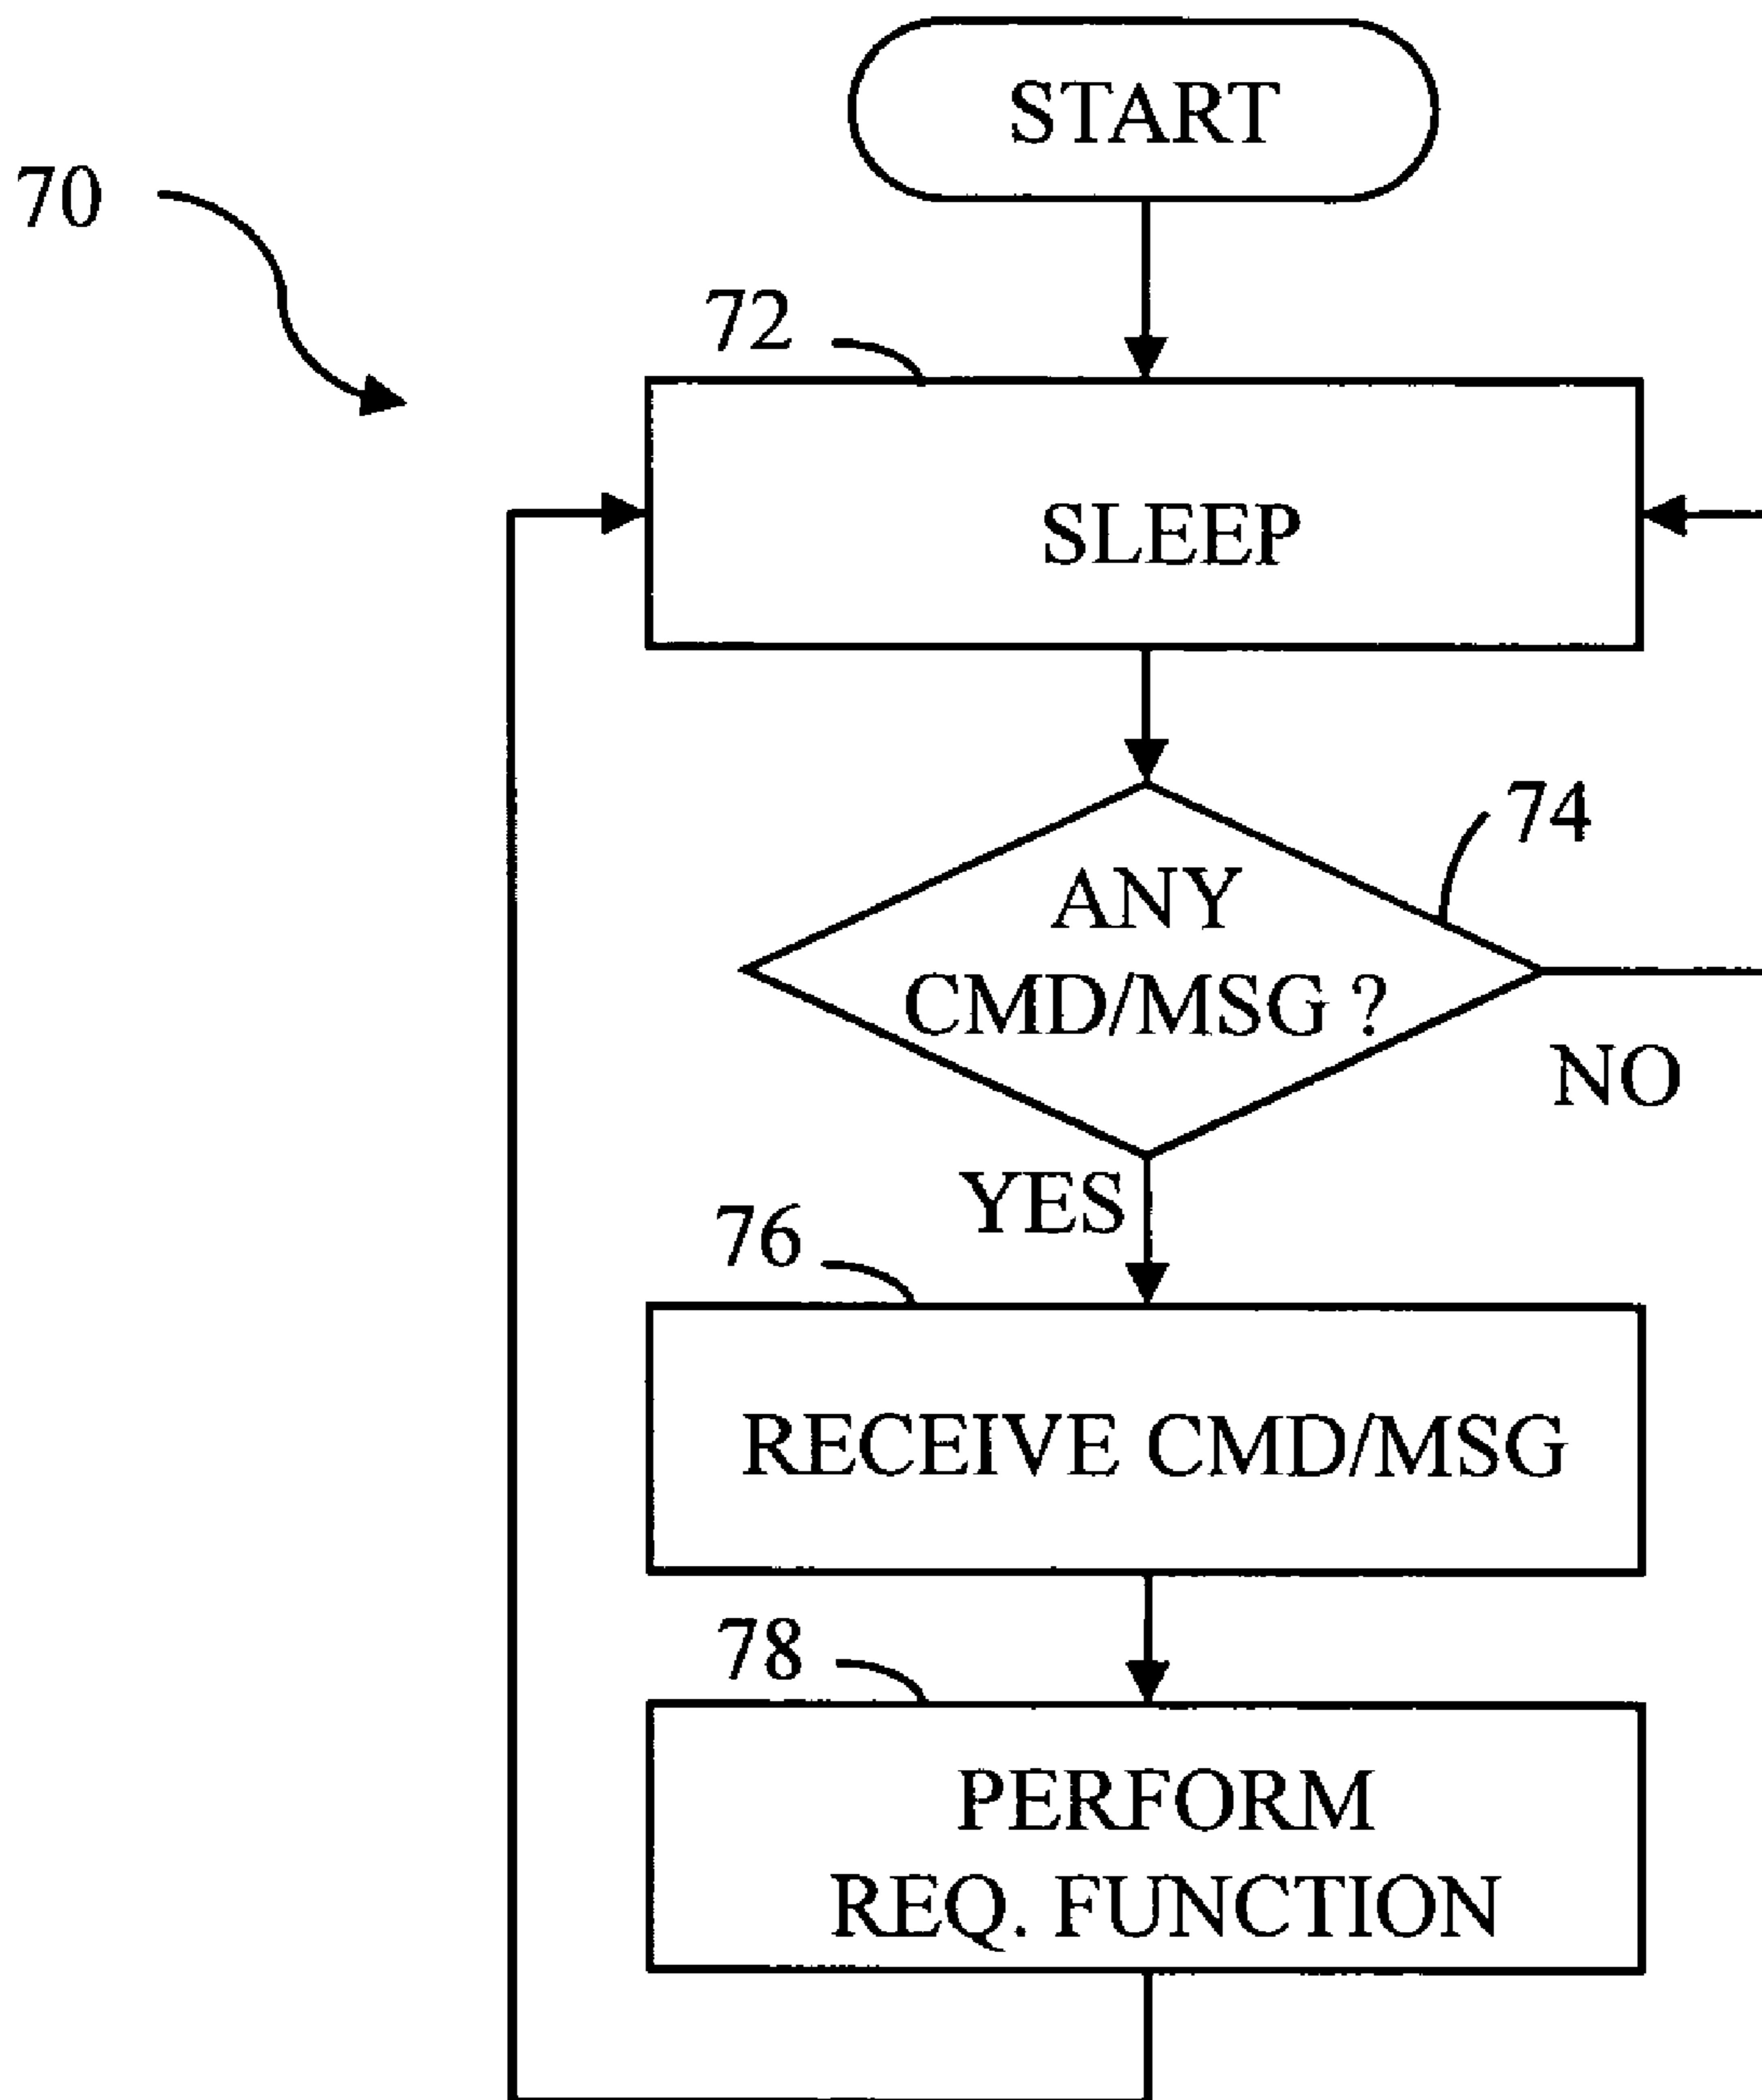 START
70
72
SLEEP
74
ANY
CMD/MSG ?
NO
YES
76
RECEIVE CMD/MSG
78
PERFORM
REQ. FUNCTION